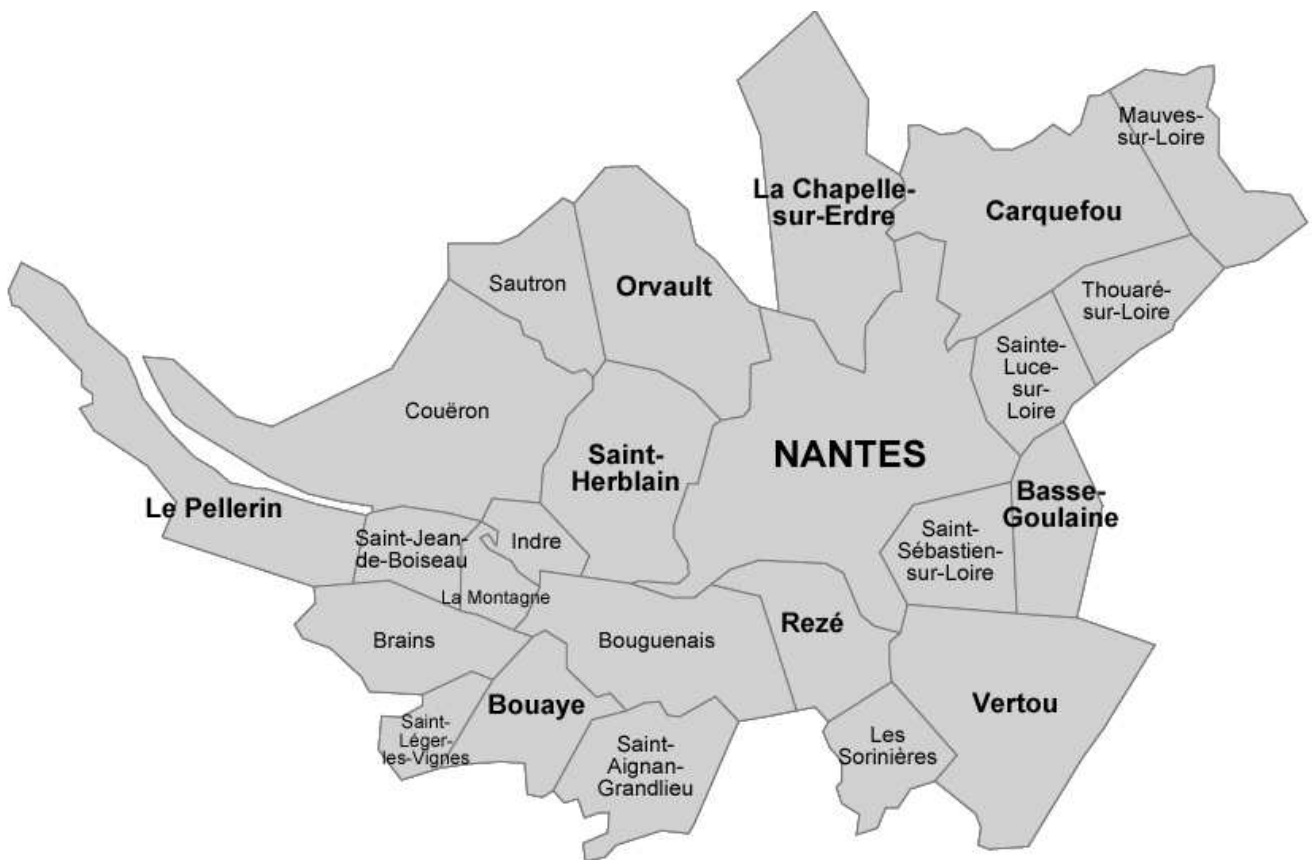 Mauves-
sur-Loire
La Chapelle-
sur-Erdre
Carquefou
Sautron
Orvault
Thouaré-
sur-Loire
Sainte-
Luce-
sur-
Loire
Couëron
NANTES
Saint-
Herblain
Basse-
Goulaine
Le Pellerin
Saint-Jean-
de-Boiseau
Indre
Saint-
Sébastien-
sur-Loire
La Montagne
Brains
Bouguenais
Rezé
Bouaye
Vertou
Saint-
Léger-
les-Vignes
Saint-
Aignan-
Grandlieu
Les
Sorinières